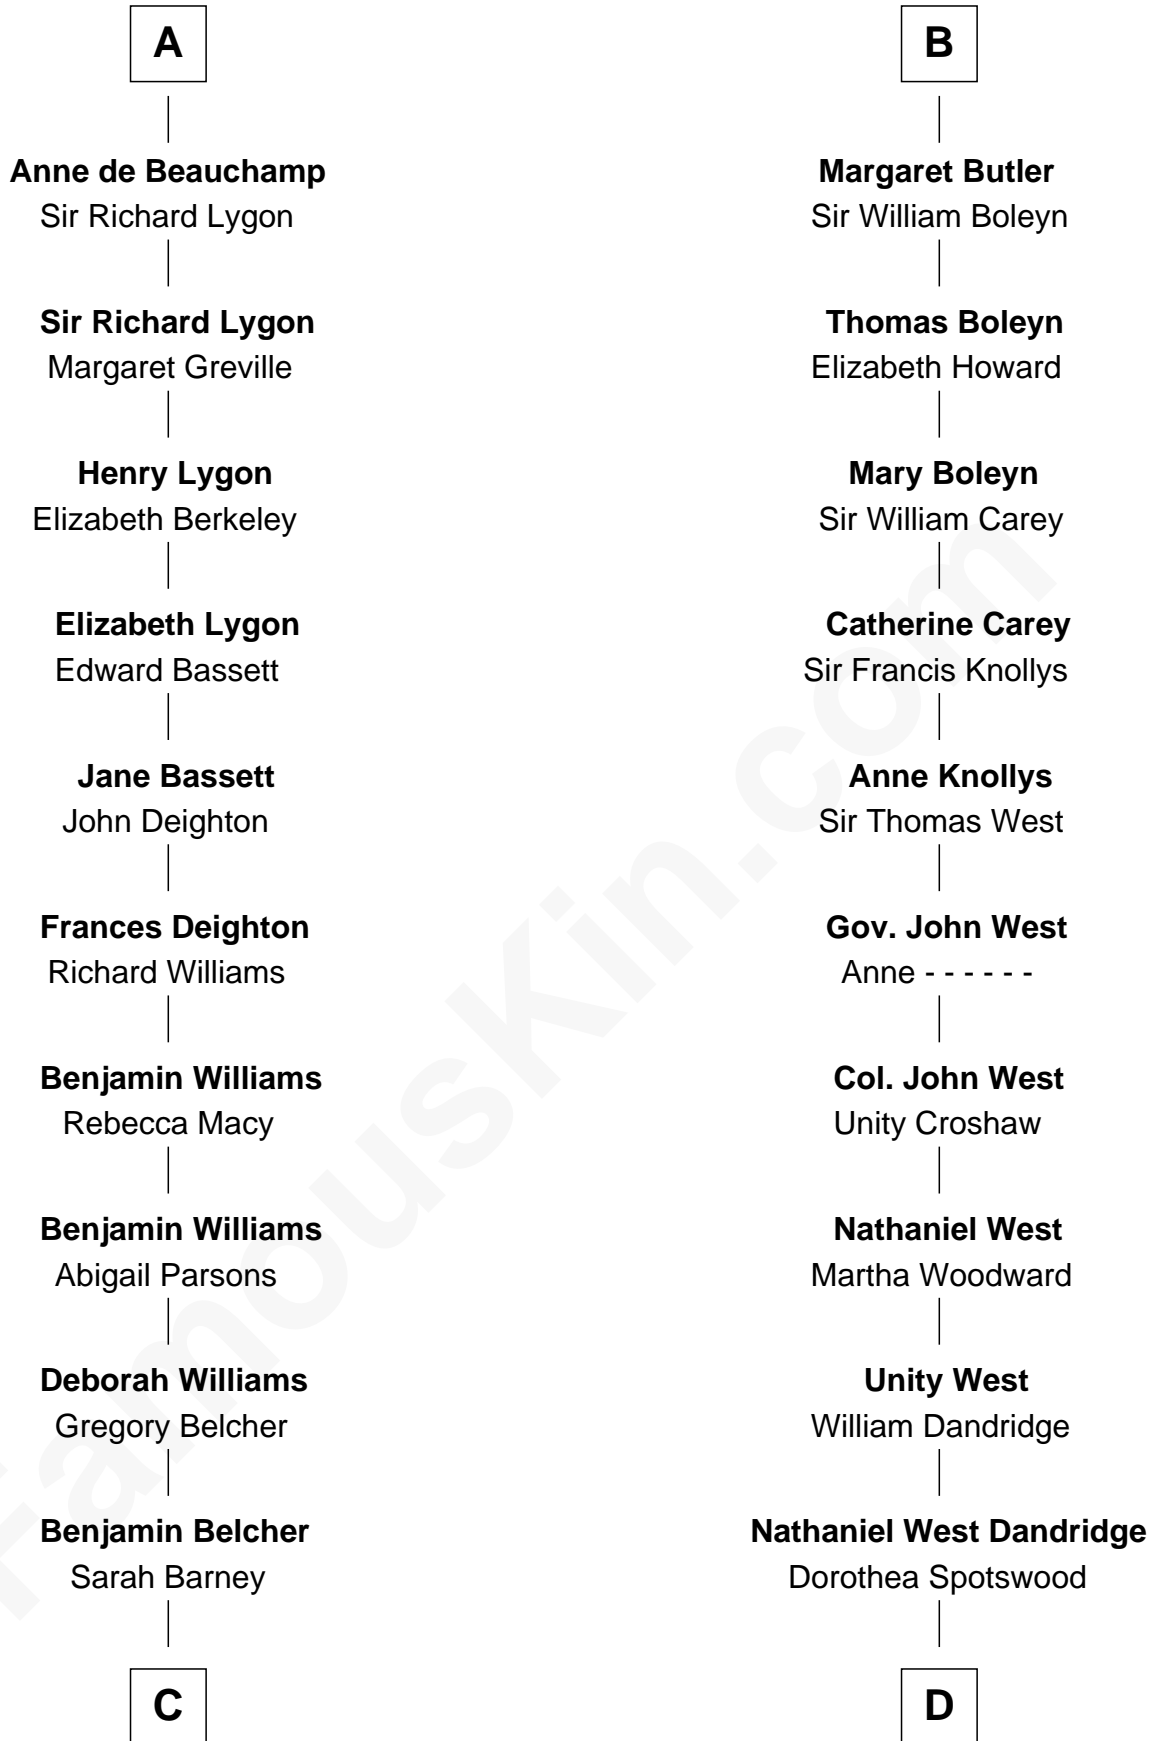 A
Anne de Beauchamp
Sir Richard Lygon
Sir Richard Lygon
Margaret Greville
Henry Lygon
Elizabeth Berkeley
Elizabeth Lygon
Edward Bassett
Jane Bassett
John Deighton
Frances Deighton
Richard Williams
Benjamin Williams
Rebecca Macy
Benjamin Williams
Abigail Parsons
Deborah Williams
Gregory Belcher
Benjamin Belcher
Sarah Barney
C
B
Margaret Butler
Sir William Boleyn
Thomas Boleyn
Elizabeth Howard
Mary Boleyn
Sir William Carey
Catherine Carey
Sir Francis Knollys
Anne Knollys
Sir Thomas West
Gov. John West
Anne - - - - - -
Col. John West
Unity Croshaw
Nathaniel West
Martha Woodward
Unity West
William Dandridge
Nathaniel West Dandridge
Dorothea Spotswood
D
FamousKin.com